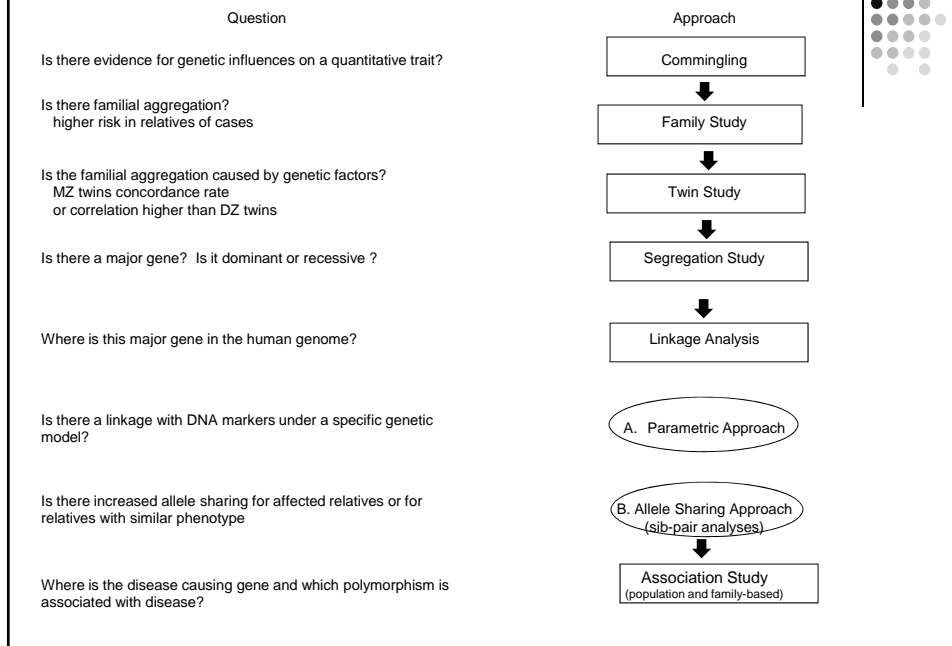 Question Approach
Is there evidence for genetic influences on a quantitative trait? Commingling
Is there familial aggregation?
higher risk in relatives of cases Family Study
Is the familial aggregation caused by genetic factors?
MZ twins concordance rate Twin Study
or correlation higher than DZ twins
Is there a major gene? Is it dominant or recessive ? Segregation Study
Where is this major gene in the human genome? Linkage Analysis
Is there a linkage with DNA markers under a specific genetic
model? A. Parametric Approach
Is there increased allele sharing for affected relatives or for B. Allele Sharing Approach
relatives with similar phenotype (sib-pair analyses)
Where is the disease causing gene and which polymorphism is Association Study
associated with disease? (population and family-based)